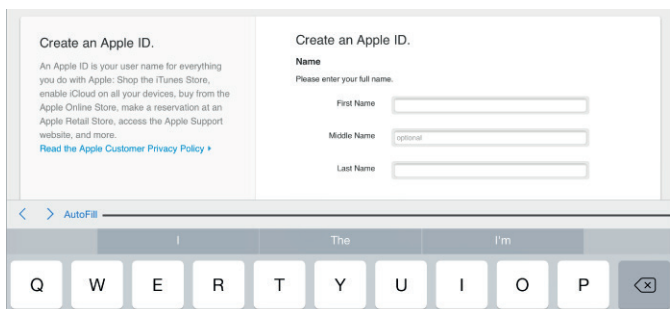 Create an Apple ID.
An Apple ID is your user name for everything
you do with Apple: Shop the iTunes Store,
enable iCloud on all your devices, buy from the
Apple Online Store, make a reservation at an
Apple Retail Store, access the Apple Support
website, and more.
Read the Apple Customer Privacy Policy
Create an Apple ID.
Name
Please enter your full name.
First Name
Middle Name optional
Last Name
AutoFill
I The I'm
Q W E R T Y U I O P